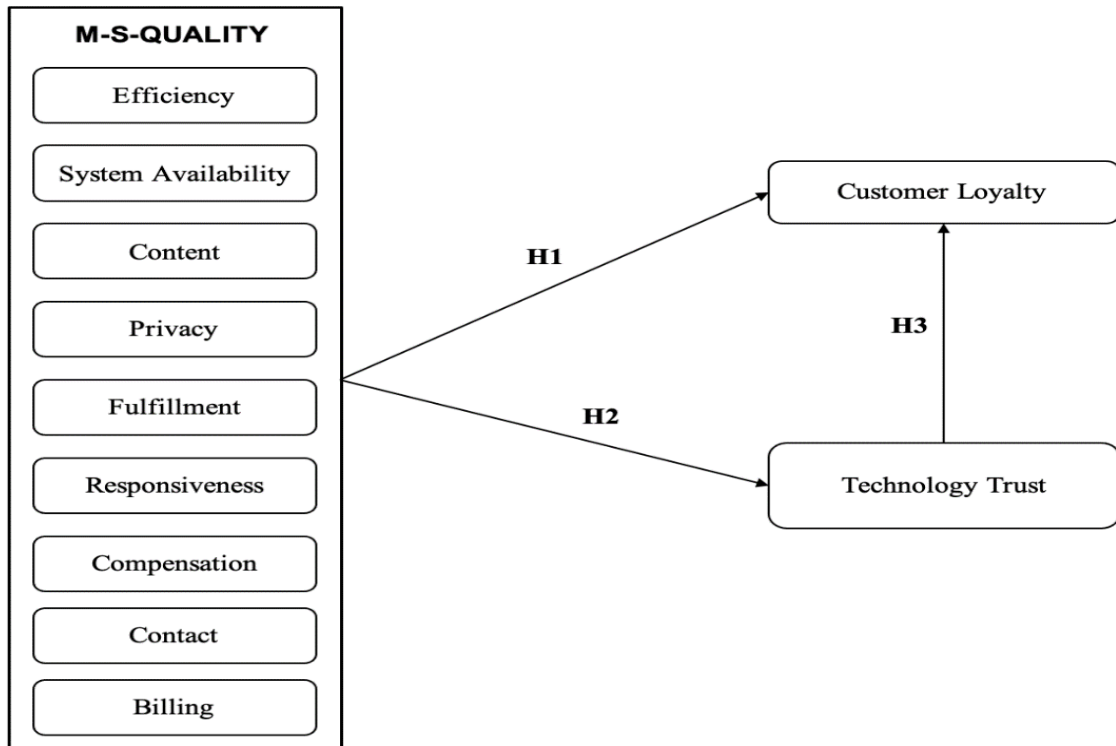 M-S-QUALITY
Efficiency
System Availability
Content
Privacy
Fulfillment
Responsiveness
Compensation
Contact
Billing
H1
H2
Customer Loyalty
H3
Technology Trust